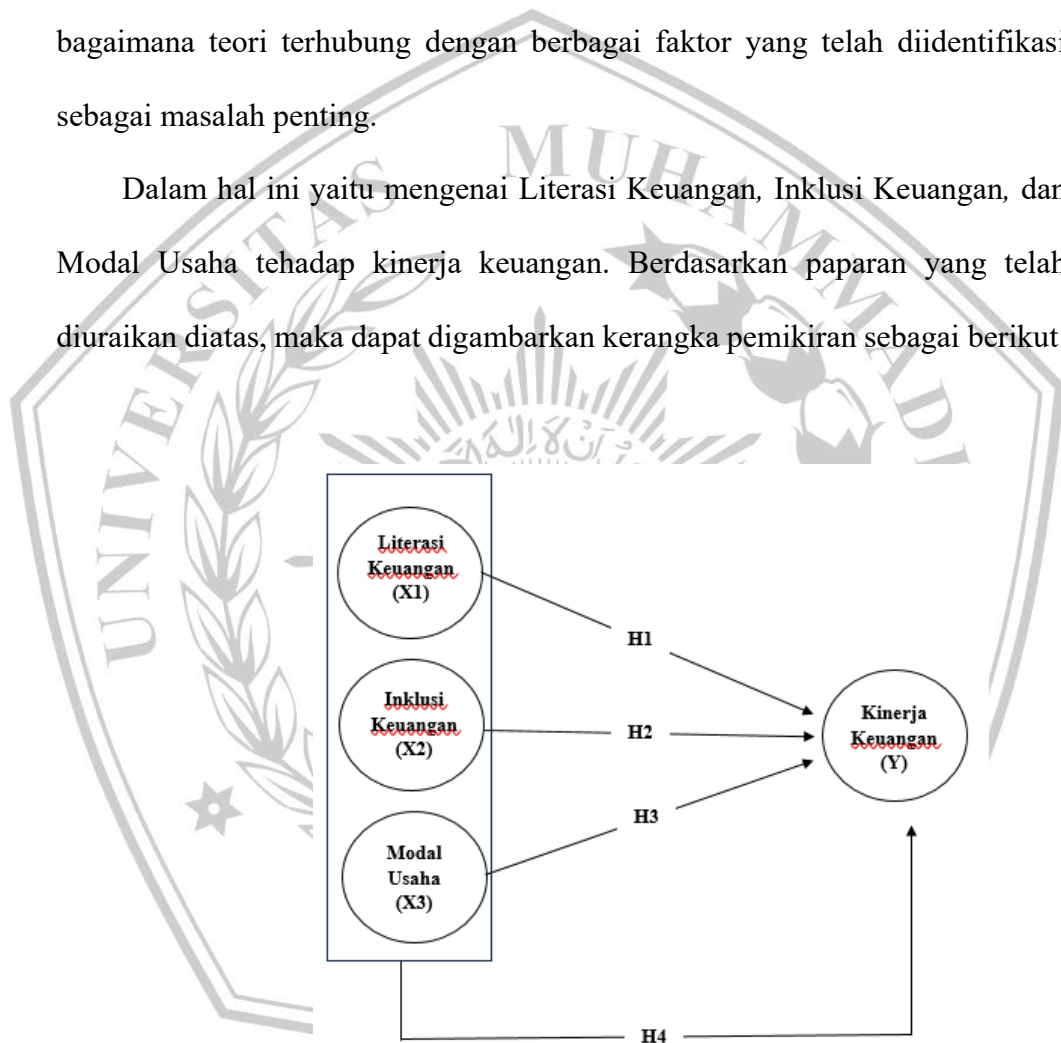 bagaimana teori terhubung dengan berbagai faktor yang telah diidentifikasi
sebagai masalah penting.
Dalam hal ini yaitu mengenai Literasi Keuangan, Inklusi Keuangan, dan
Modal Usaha tehadap kinerja keuangan. Berdasarkan paparan yang telah
diuraikan diatas, maka dapat digambarkan kerangka pemikiran sebagai berikut
UNIVERSITAS MUHAMMADI
Literasi
Keuangan
(X1)
H1
Inklusi
Keuangan
(X2)
H2
Kinerja
Keuangan
(Y)
H3
Modal
Usaha
(X3)
H4